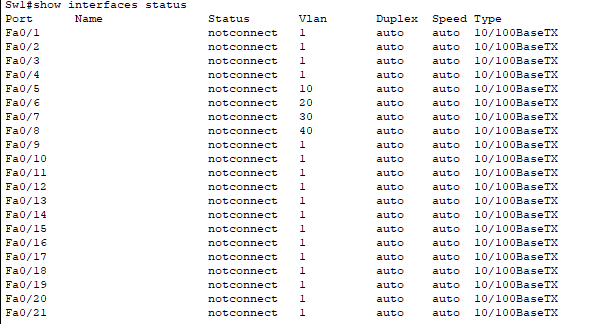 Sw1#show interfaces status
Port Name Status Vlan Duplex Speed Type
Fa0/1 notconnect 1 auto auto 10/100BaseTX
Fa0/2 notconnect 1 auto auto 10/100BaseTX
Fa0/3 notconnect 1 auto auto 10/100BaseTX
Fa0/4 notconnect 1 auto auto 10/100BaseTX
Fa0/5 notconnect 10 auto auto 10/100BaseTX
Fa0/6 notconnect 20 auto auto 10/100BaseTX
Fa0/7 notconnect 30 auto auto 10/100BaseTX
Fa0/8 notconnect 40 auto auto 10/100BaseTX
Fa0/9 notconnect 1 auto auto 10/100BaseTX
Fa0/10 notconnect 1 auto auto 10/100BaseTX
Fa0/11 notconnect 1 auto auto 10/100BaseTX
Fa0/12 notconnect 1 auto auto 10/100BaseTX
Fa0/13 notconnect 1 auto auto 10/100BaseTX
Fa0/14 notconnect 1 auto auto 10/100BaseTX
Fa0/15 notconnect 1 auto auto 10/100BaseTX
Fa0/16 notconnect 1 auto auto 10/100BaseTX
Fa0/17 notconnect 1 auto auto 10/100BaseTX
Fa0/18 notconnect 1 auto auto 10/100BaseTX
Fa0/19 notconnect 1 auto auto 10/100BaseTX
Fa0/20 notconnect 1 auto auto 10/100BaseTX
Fa0/21 notconnect 1 auto auto 10/100BaseTX